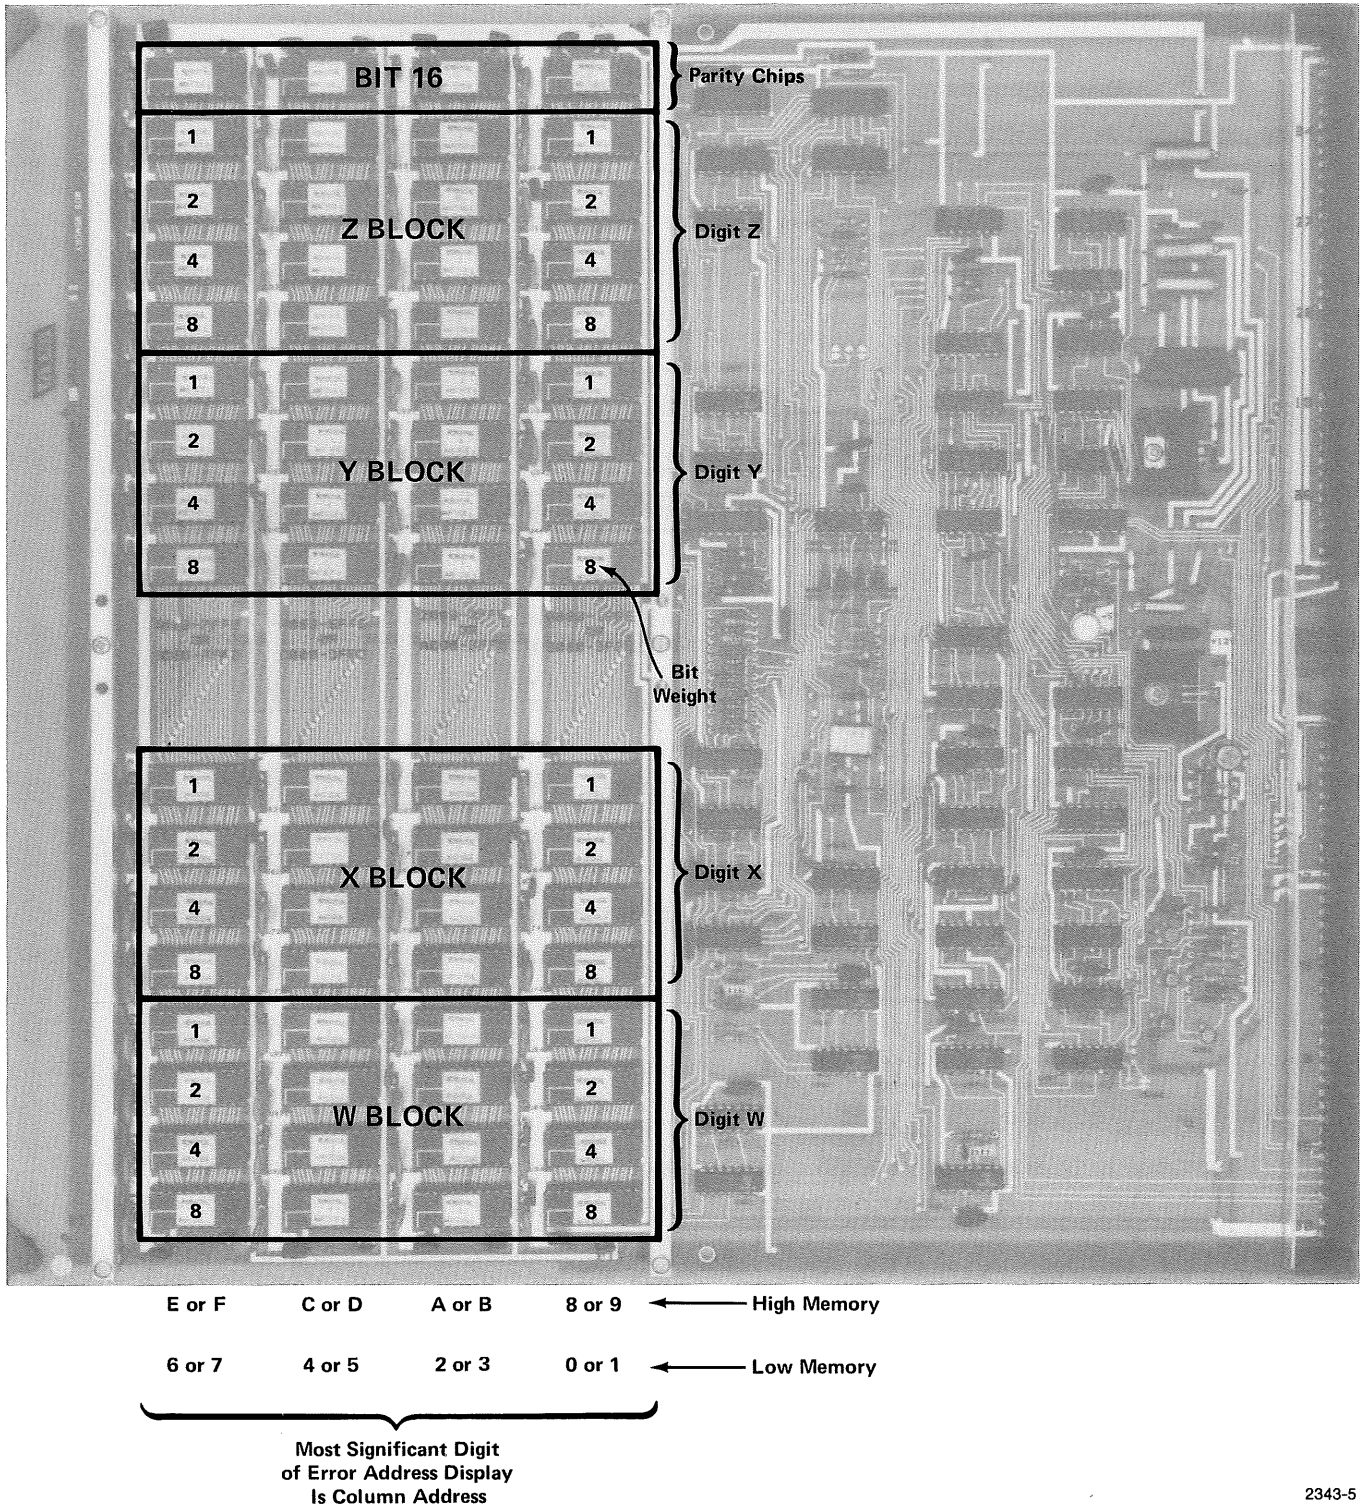 BIT 16
Parity Chips
1 1
2 2
Z BLOCK
Digit Z
4 4
8 8
1 1
2 2
Y BLOCK
Digit Y
4 4
8 8
Bit
Weight
1 1
2 2
X BLOCK
Digit X
4 4
8 8
1 1
2 2
W BLOCK
Digit W
4 4
8 8
E or F C or D A or B 8 or 9 High Memory
6 or 7 4 or 5 2 or 3 0 or 1 Low Memory
Most Significant Digit
of Error Address Display
Is Column Address
2343-5